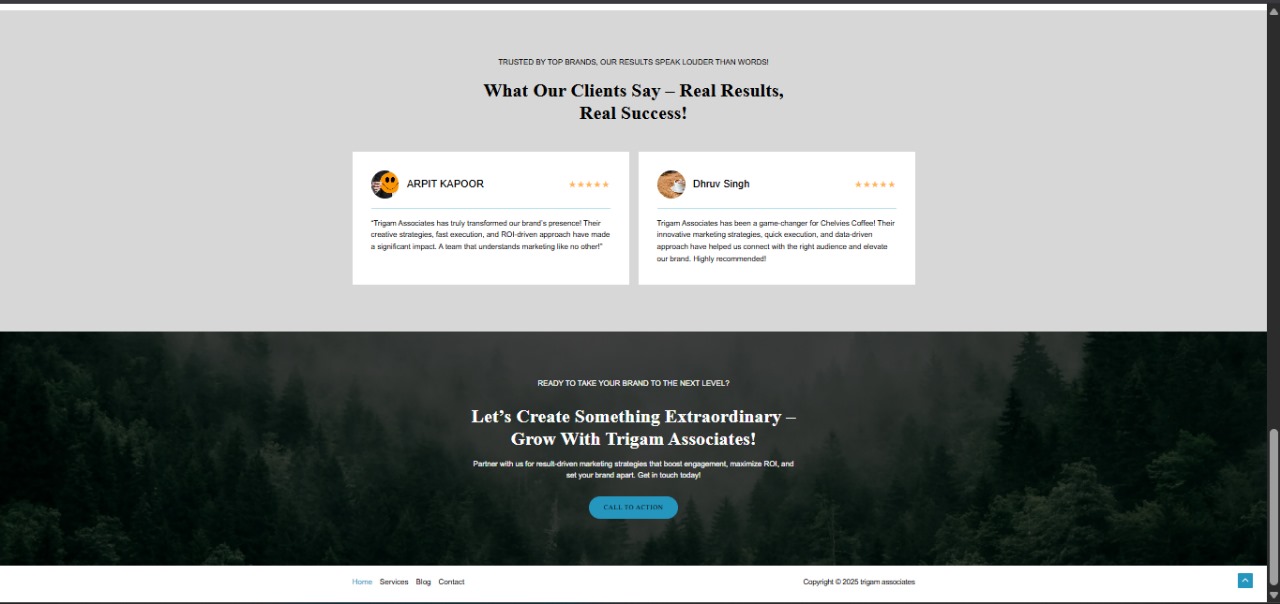 TRUSTED BY TOP BRANDS, OUR RESULTS SPEAK LOUDER THAN WORDS!
What Our Clients Say – Real Results,
Real Success!
ARPIT KAPOOR
"Trigam Associates has truly transformed our brand's presence! Their
creative strategies, fast execution, and ROI-driven approach have made
a significant impact. A team that understands marketing like no other!"
Dhruv Singh
Trigam Associates has been a game-changer for Chelvies Coffee! Their
innovative marketing strategies, quick execution, and data-driven
approach have helped us connect with the right audience and elevate
our brand. Highly recommended!
READY TO TAKE YOUR BRAND TO THE NEXT LEVEL?
Let's Create Something Extraordinary –
Grow With Trigam Associates!
Partner with us for result-driven marketing strategies that boost engagement, maximize ROI, and
set your brand apart. Get in touch today!
CALL TO ACTION
Home Services Blog Contact
Copyright © 2025 trigam associates